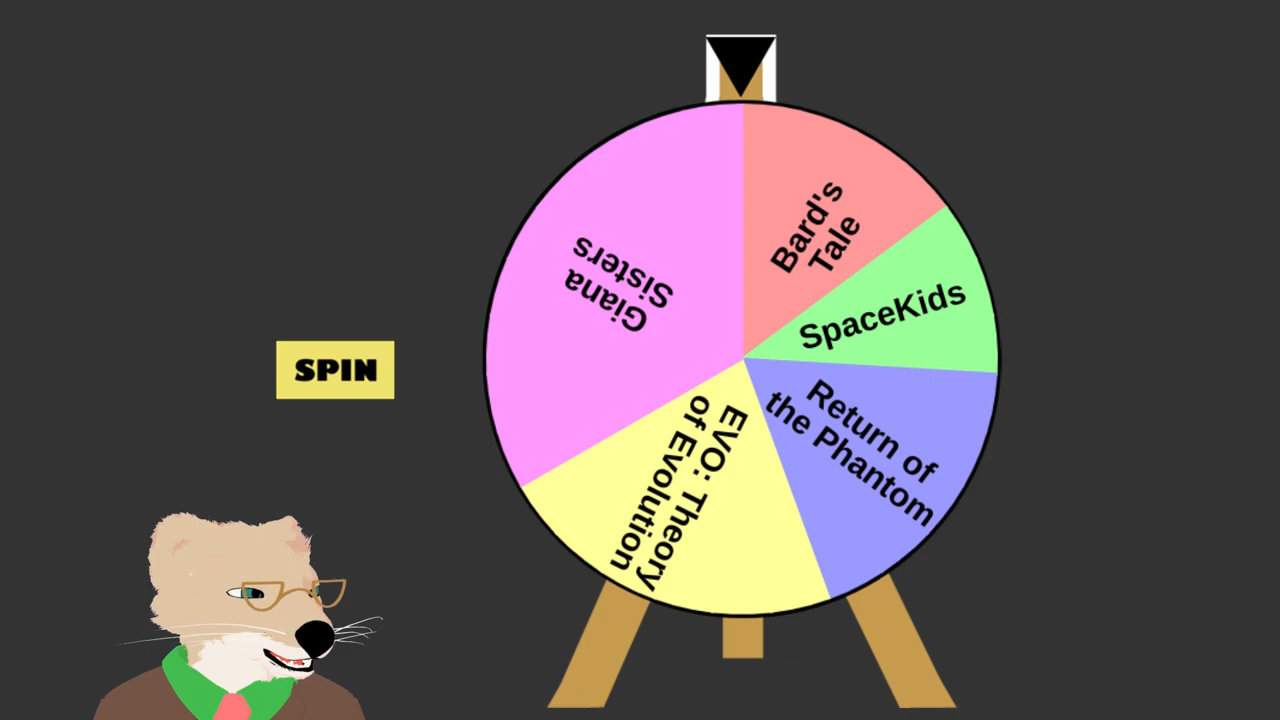 Bard's
Tale
SpaceKids
Return of
the Phantom
EVO: Theory
of Evolution
Giana
Sisters
SPIN